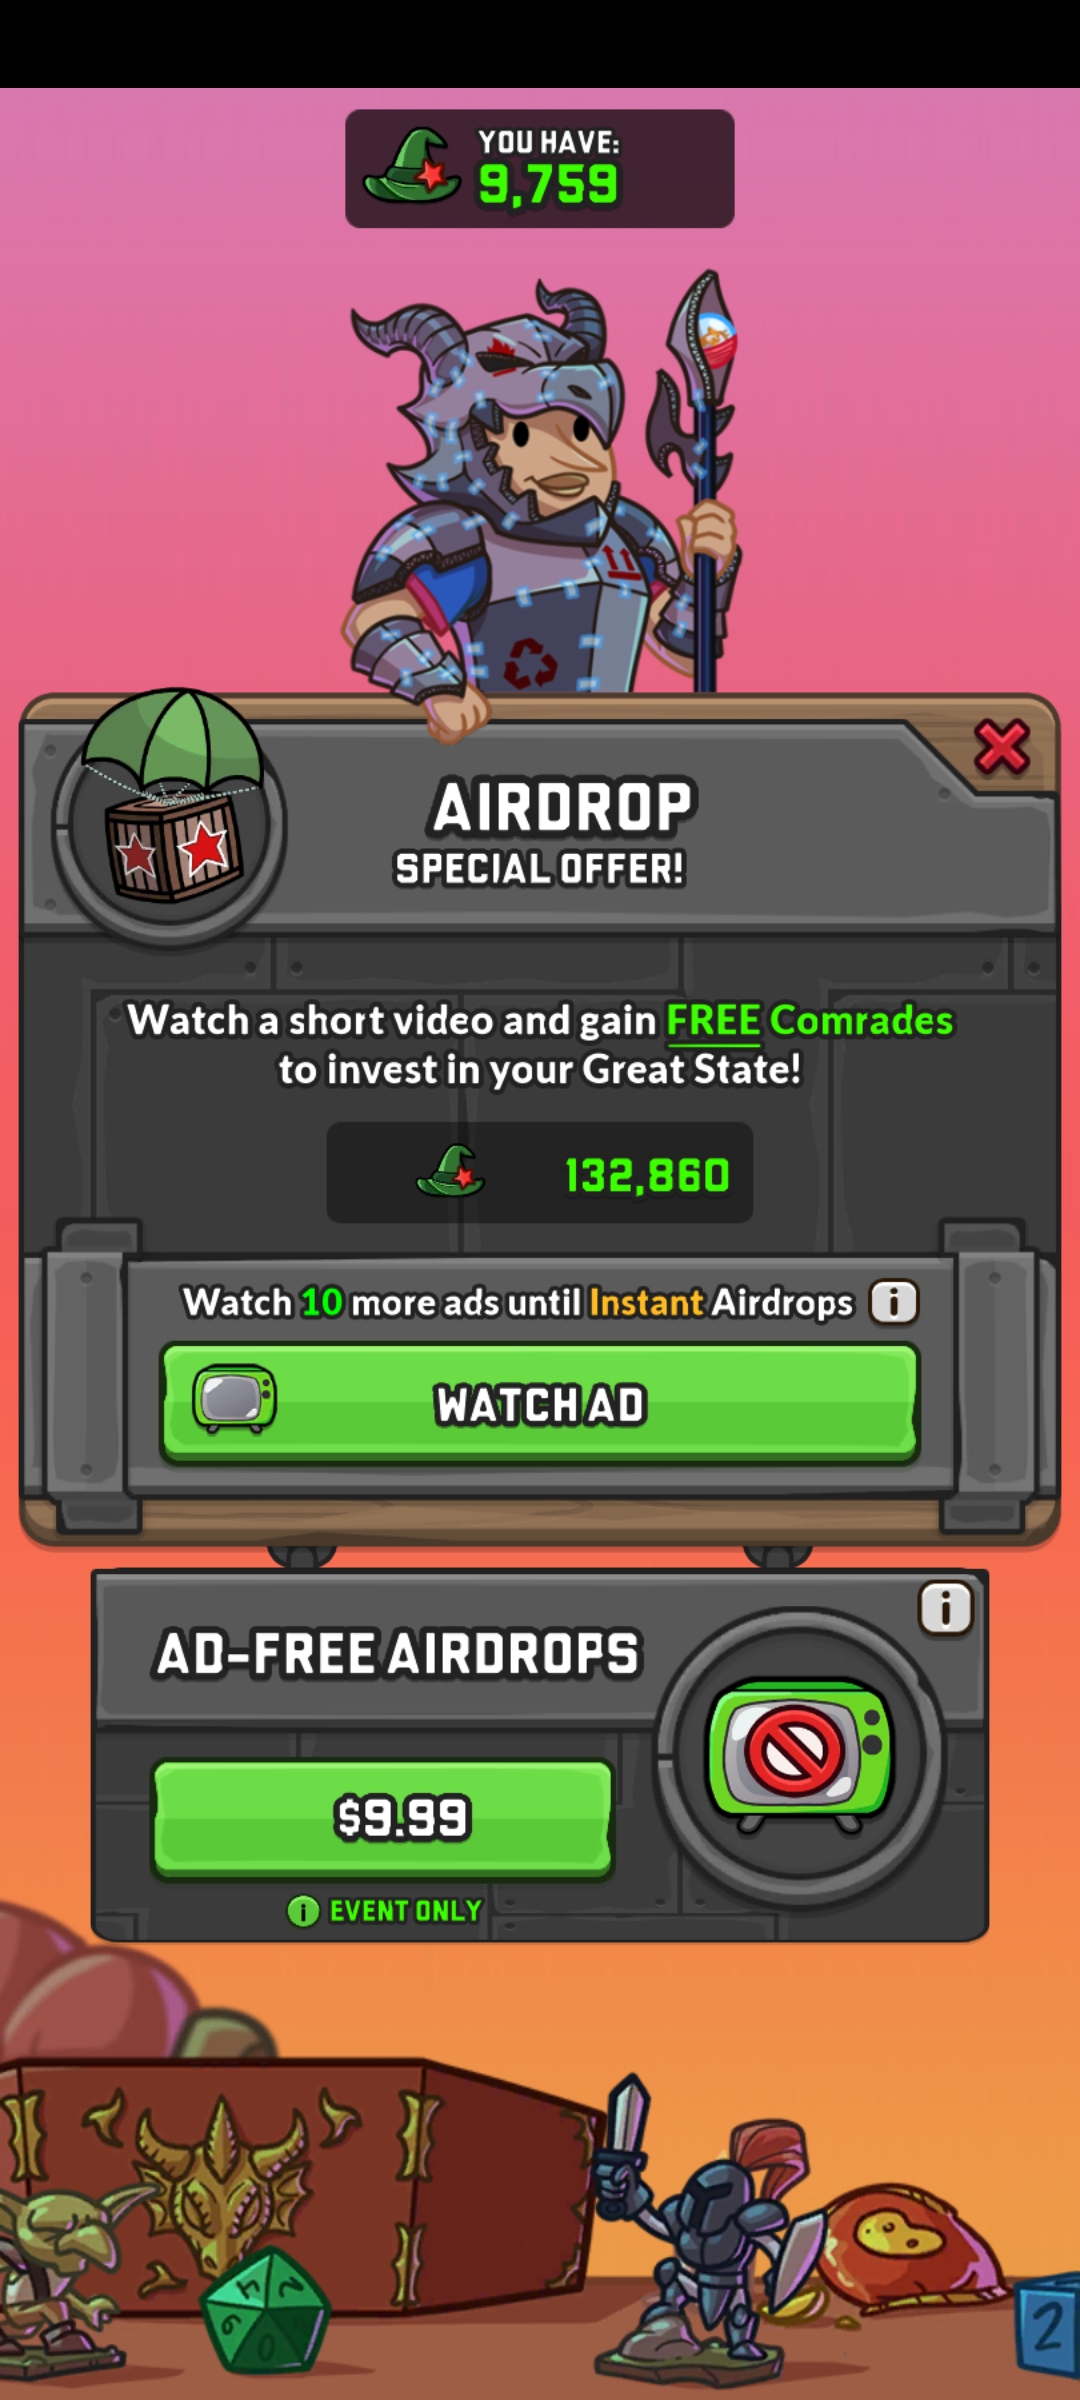 YOU HAVE:
9,759
AIRDROP
SPECIAL OFFER!
Watch a short video and gain FREE Comrades
to invest in your Great State!
132,860
Watch 10 more ads until Instant Airdrops i
WATCH AD
i
AD-FREE AIRDROPS
$9.99
i EVENT ONLY
2